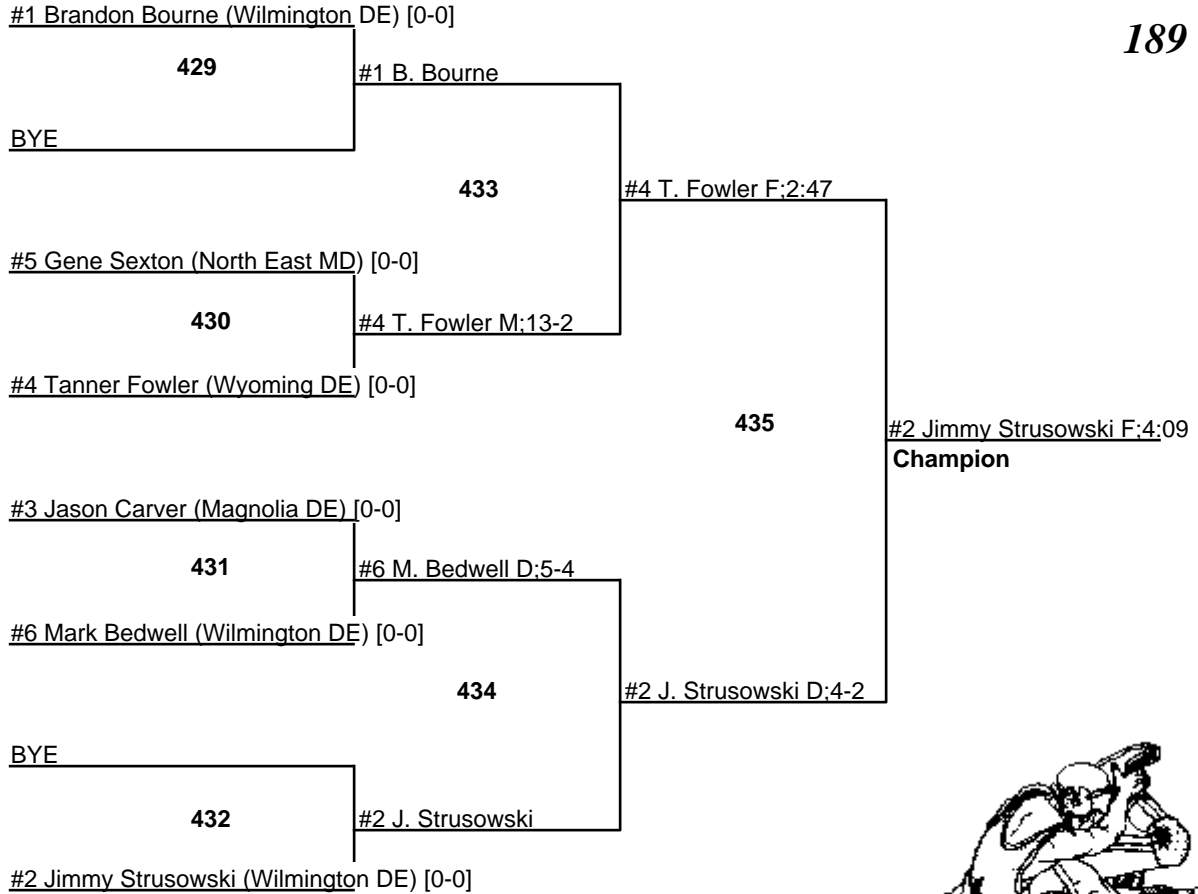 #1 Brandon Bourne (Wilmington DE) [0-0]
189
429
#1 B. Bourne
BYE
433
#4 T. Fowler F;2:47
#5 Gene Sexton (North East MD) [0-0]
430
#4 T. Fowler M;13-2
#4 Tanner Fowler (Wyoming DE) [0-0]
435
#2 Jimmy Strusowski F;4:09
Champion
#3 Jason Carver (Magnolia DE) [0-0]
431
#6 M. Bedwell D;5-4
#6 Mark Bedwell (Wilmington DE) [0-0]
434
#2 J. Strusowski D;4-2
BYE
432
#2 J. Strusowski
#2 Jimmy Strusowski (Wilmington DE) [0-0]